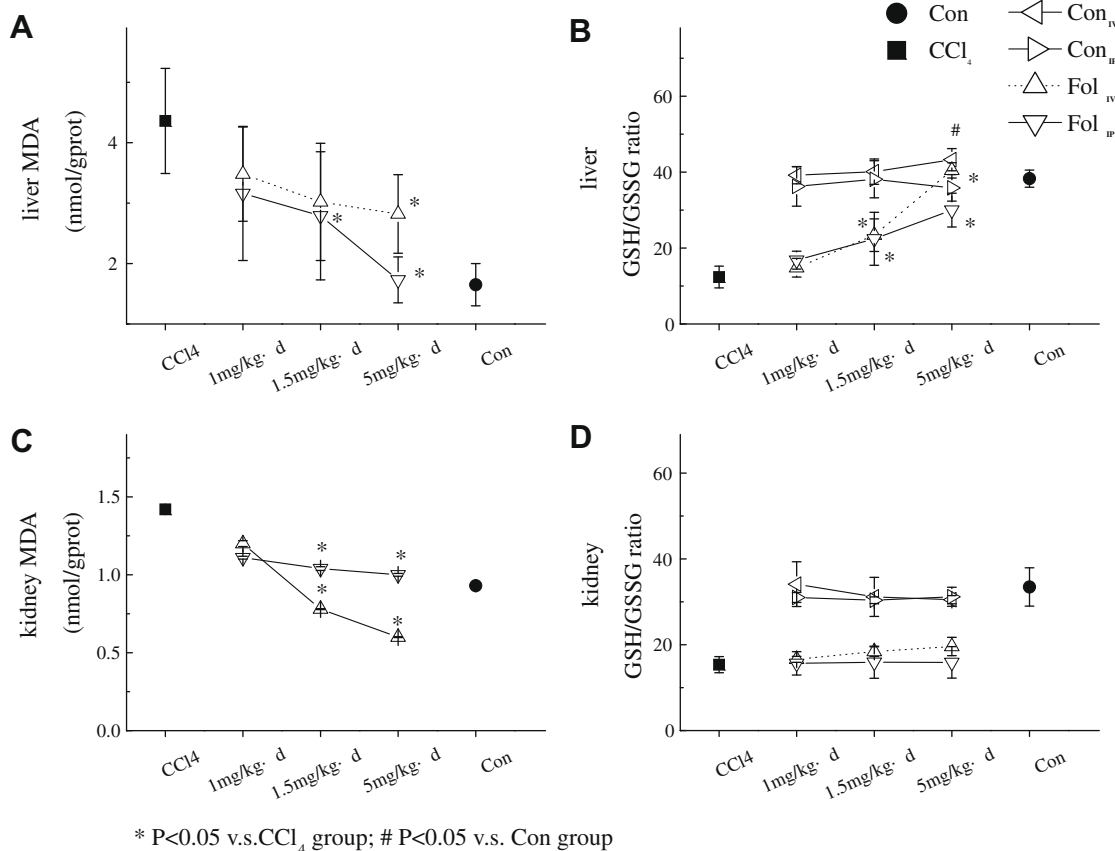 A
liver MDA
(nmol/gprot)
4
2
CCl4
1mg/kg. d
1.5mg/kg. d
5mg/kg. d
Con
*
*
*
B
liver
GSH/GSSG ratio
60
40
20
0
CCl4
1mg/kg. d
1.5mg/kg. d
5mg/kg. d
Con
#
*
*
*
*
Con
CCl4
Con IV
Con IP
Fol IV
Fol IP
C
kidney MDA
(nmol/gprot)
1.5
1.0
0.5
0.0
CCl4
1mg/kg. d
1.5mg/kg. d
5mg/kg. d
Con
*
*
*
*
D
kidney
GSH/GSSG ratio
60
40
20
0
CCl4
1mg/kg. d
1.5mg/kg. d
5mg/kg. d
Con
* P<0.05 v.s.CCl4 group; # P<0.05 v.s. Con group